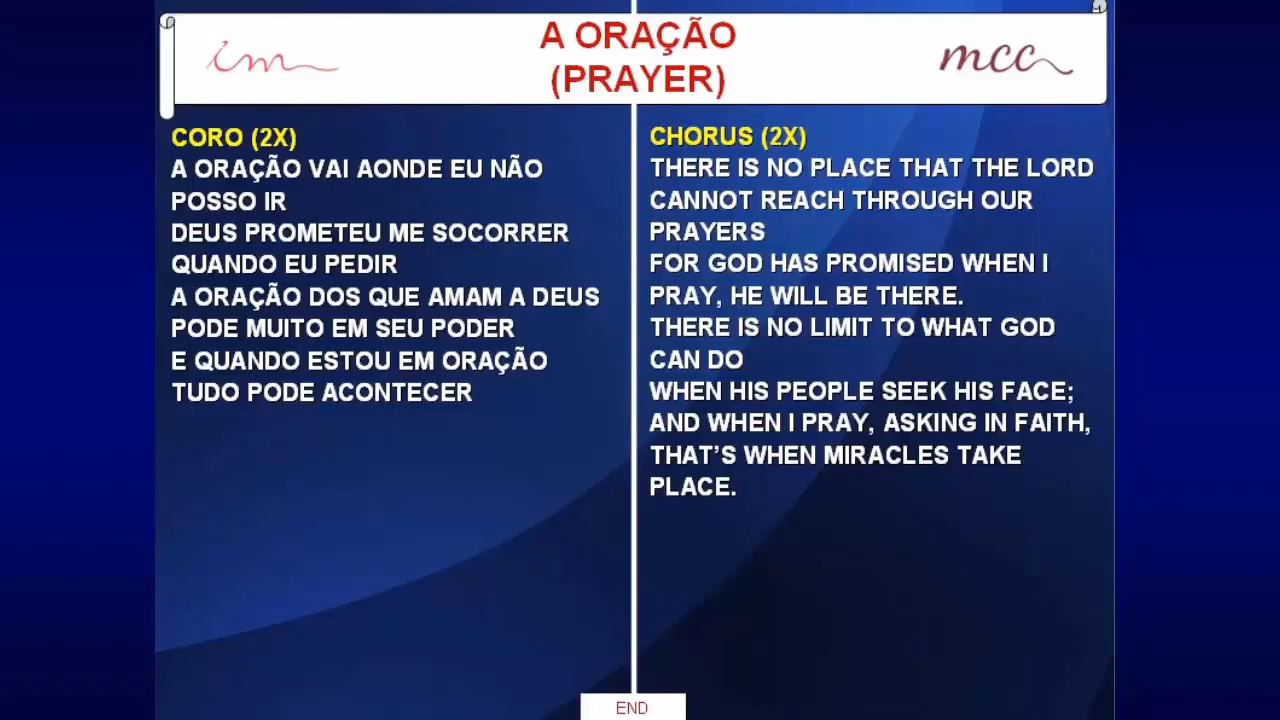 A ORAÇÃO
(PRAYER)
im
mcc
CORO (2X)
A ORAÇÃO VAI AONDE EU NÃO
POSSO IR
DEUS PROMETEU ME SOCORRER
QUANDO EU PEDIR
A ORAÇÃO DOS QUE AMAM A DEUS
PODE MUITO EM SEU PODER
E QUANDO ESTOU EM ORAÇÃO
TUDO PODE ACONTECER
CHORUS (2X)
THERE IS NO PLACE THAT THE LORD
CANNOT REACH THROUGH OUR
PRAYERS
FOR GOD HAS PROMISED WHEN I
PRAY, HE WILL BE THERE.
THERE IS NO LIMIT TO WHAT GOD
CAN DO
WHEN HIS PEOPLE SEEK HIS FACE;
AND WHEN I PRAY, ASKING IN FAITH,
THAT’S WHEN MIRACLES TAKE
PLACE.
END